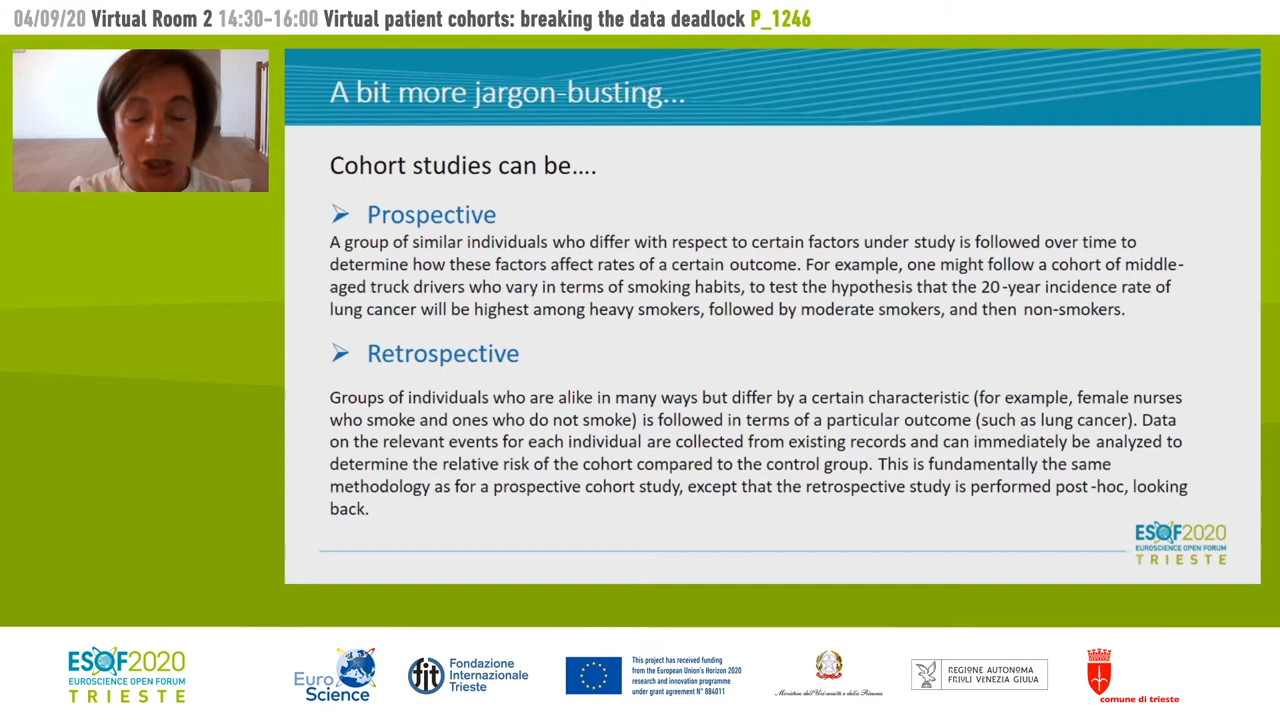 04/09/20 Virtual Room 2 14:30-16:00 Virtual patient cohorts: breaking the data deadlock P_1246
A bit more jargon-busting...
Cohort studies can be....
Prospective
A group of similar individuals who differ with respect to certain factors under study is followed over time to
determine how these factors affect rates of a certain outcome. For example, one might follow a cohort of middle-
aged truck drivers who vary in terms of smoking habits, to test the hypothesis that the 20-year incidence rate of
lung cancer will be highest among heavy smokers, followed by moderate smokers, and then non-smokers.
Retrospective
Groups of individuals who are alike in many ways but differ by a certain characteristic (for example, female nurses
who smoke and ones who do not smoke) is followed in terms of a particular outcome (such as lung cancer). Data
on the relevant events for each individual are collected from existing records and can immediately be analyzed to
determine the relative risk of the cohort compared to the control group. This is fundamentally the same
methodology as for a prospective cohort study, except that the retrospective study is performed post-hoc, looking
back.
ESOF2020
EUROSCIENCE OPEN FORUM
TRIESTE
ESOF2020
EUROSCIENCE OPEN FORUM
TRIESTE
Euro
Science
fit
Fondazione
Internazionale
Trieste
This project has received funding
from the European Union's Horizon 2020
research and innovation programme
under grant agreement N° 884011
Ministero dell'Università e della Ricerca
REGIONE AUTONOMA
FRIULI VENEZIA GIULIA
comune di trieste